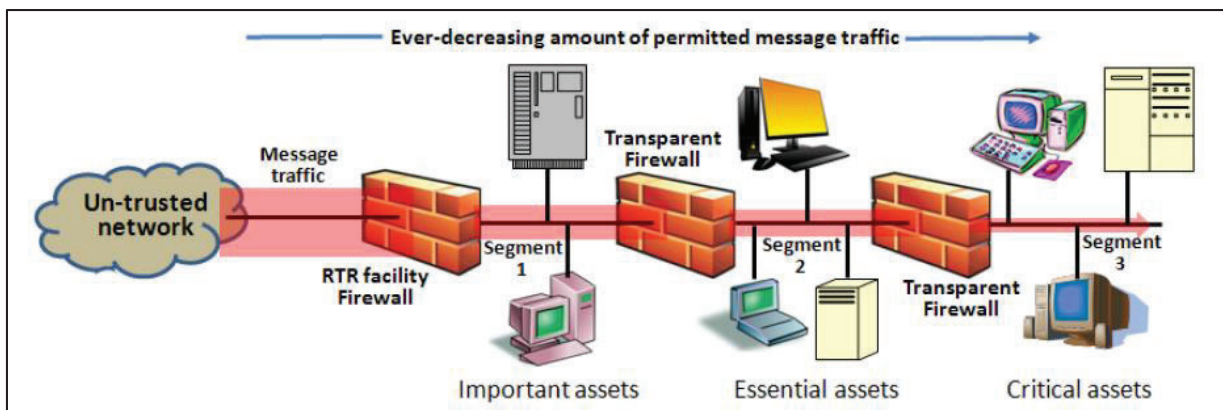 Ever-decreasing amount of permitted message traffic
Message
traffic
Transparent
Firewall
Un-trusted
network
Segment
1
Segment
2
Segment
3
RTR facility
Firewall
Transparent
Firewall
Important assets
Essential assets
Critical assets